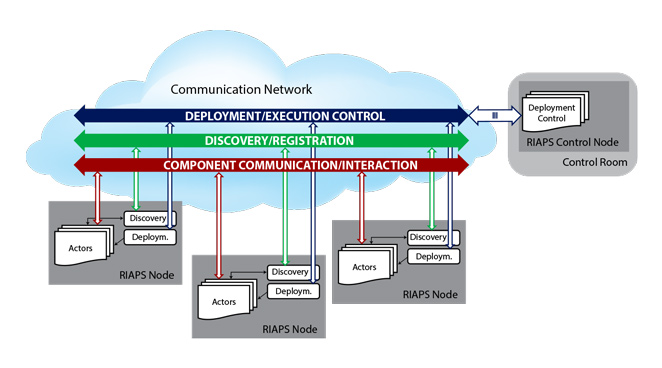 Communication Network
DEPLOYMENT/EXECUTION CONTROL
DISCOVERY/REGISTRATION
COMPONENT COMMUNICATION/INTERACTION
Deployment
Control
RIAPS Control Node
Control Room
Discovery
Deploym.
Actors
RIAPS Node
Discovery
Deploym.
Actors
RIAPS Node
Discovery
Deploym.
Actors
RIAPS Node